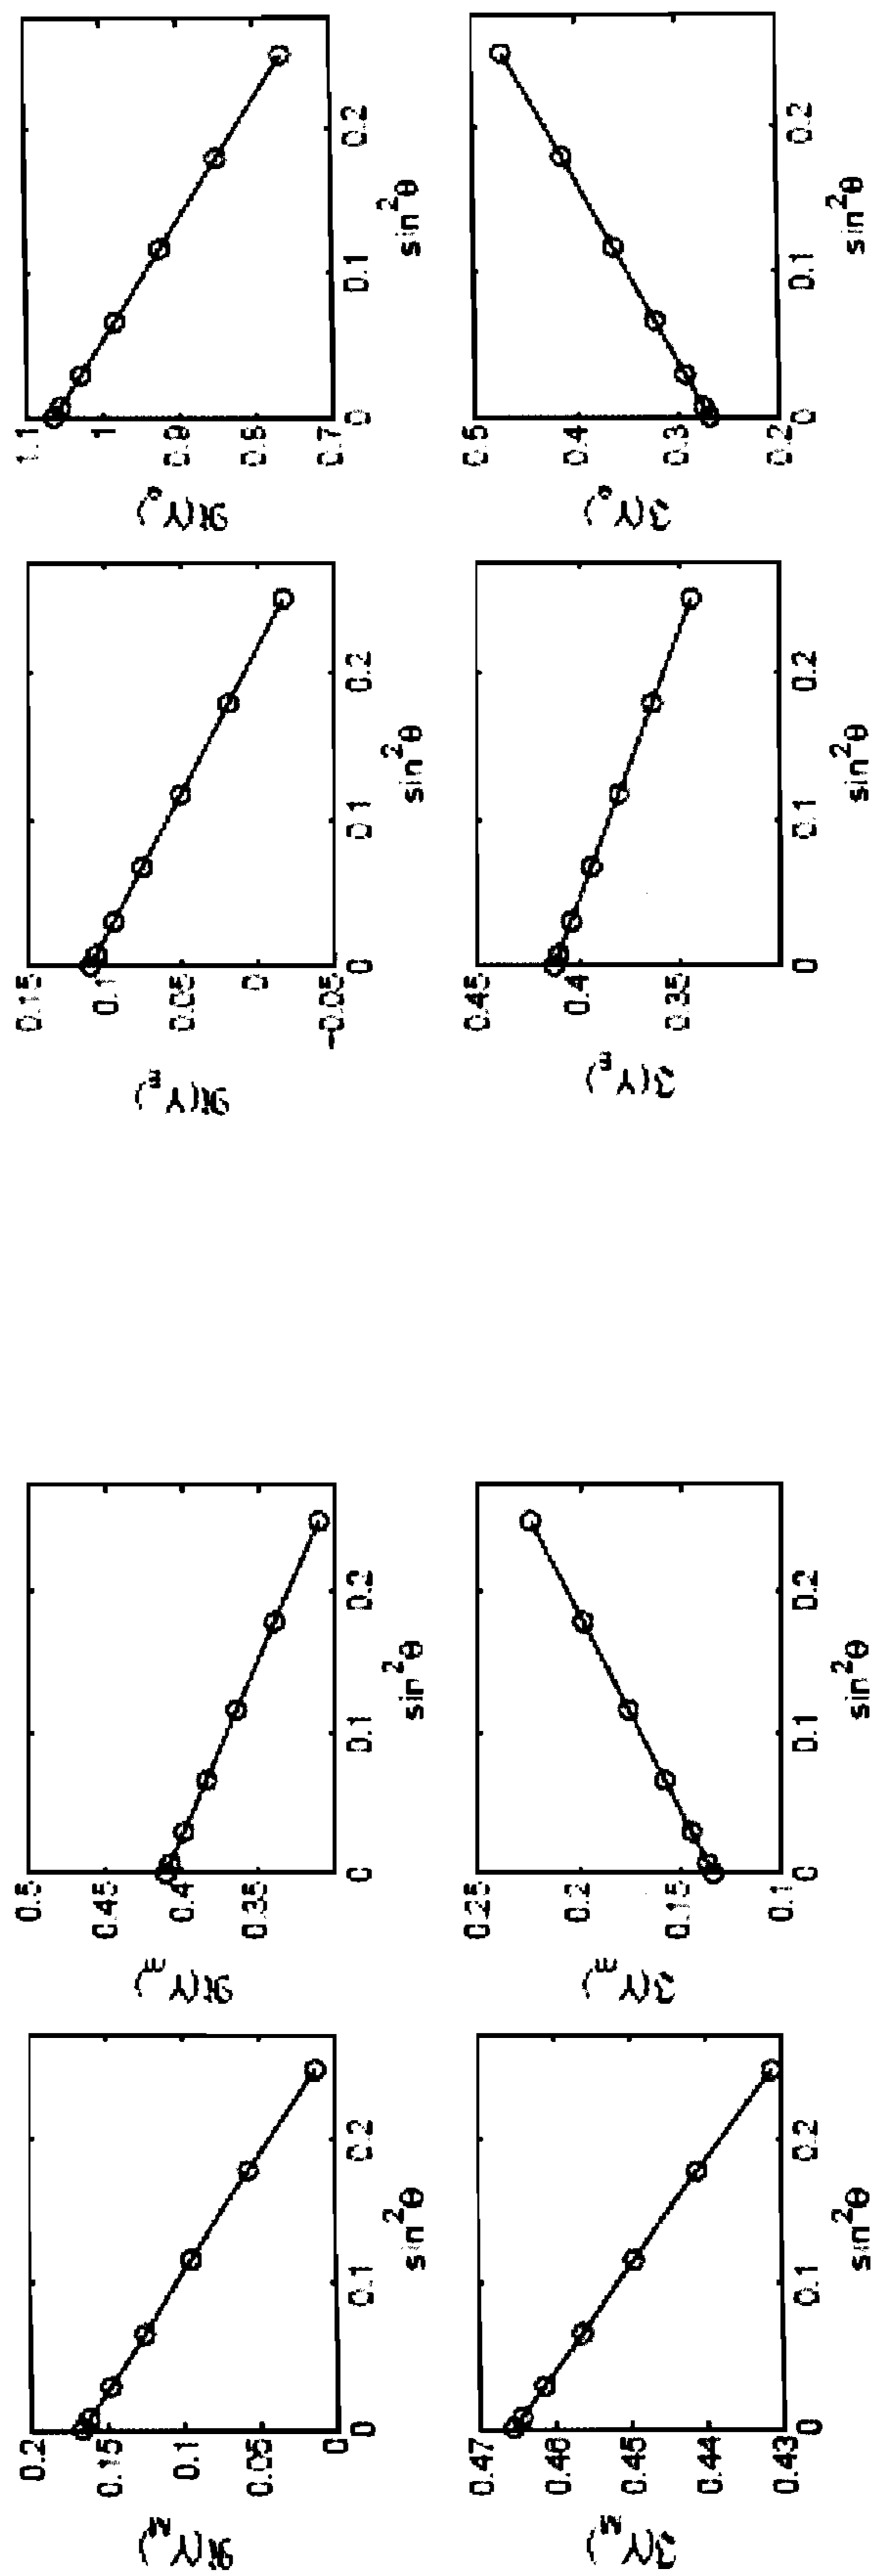 ℜ(Y_M)
0.2
0.15
0.1
0.05
0
0 0.1 0.2
sin²θ
ℜ(Y_E)
0.5
0.45
0.4
0.35
0 0.1 0.2
sin²θ
ℜ(Y_m)
0.15
0.1
0.05
0
-0.05
0 0.1 0.2
sin²θ
ℜ(Y_e)
1.1
1
0.9
0.8
0.7
0 0.1 0.2
sin²θ
ℑ(Y_M)
0.47
0.46
0.45
0.44
0.43
0 0.1 0.2
sin²θ
ℑ(Y_E)
0.25
0.2
0.15
0.1
0 0.1 0.2
sin²θ
ℑ(Y_m)
0.45
0.4
0.35
0 0.1 0.2
sin²θ
ℑ(Y_e)
0.5
0.4
0.3
0.2
0 0.1 0.2
sin²θ